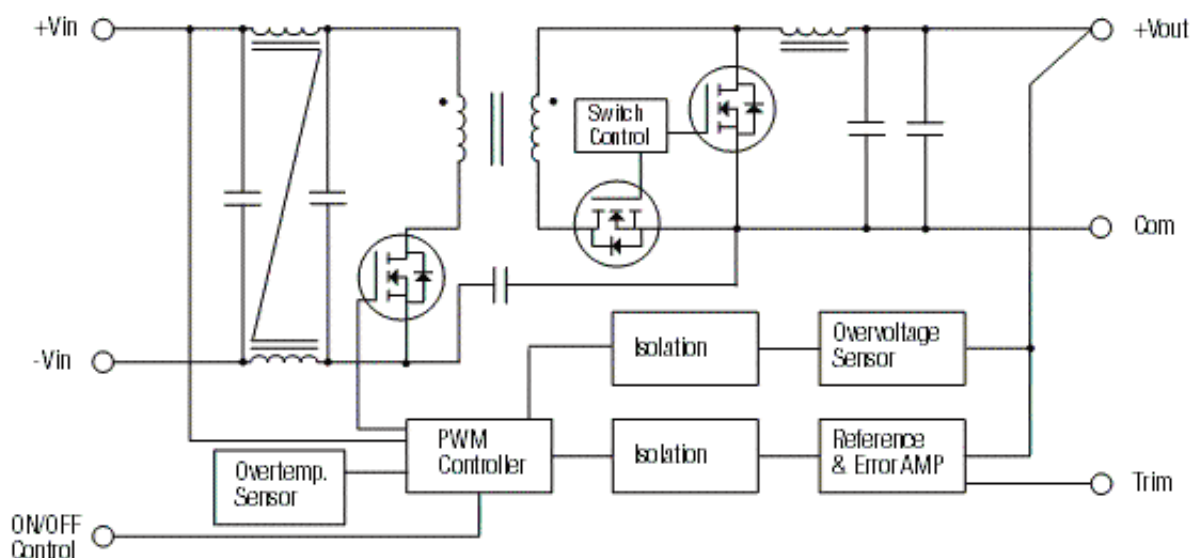 +Vin
+Vout
Switch
Control
Com
-Vin
Isolation
Overvoltage
Sensor
PWM
Controller
Isolation
Reference
& Error AMP
Overtemp.
Sensor
Trim
ON/OFF
Control